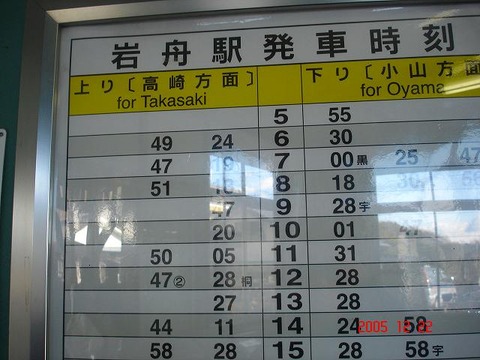 岩舟駅発車時刻
上り〔高崎方面〕 下り〔小山方面
for Takasaki for Oyama
5 55
49 24 6 30
47 19 7 00黒 25 47
51 8 18
47 9 28宇
20 10 01
50 05 11 31
47② 28桐 12 28
27 13 28
44 11 14 24 58
58 28 15 28 58宇
2005